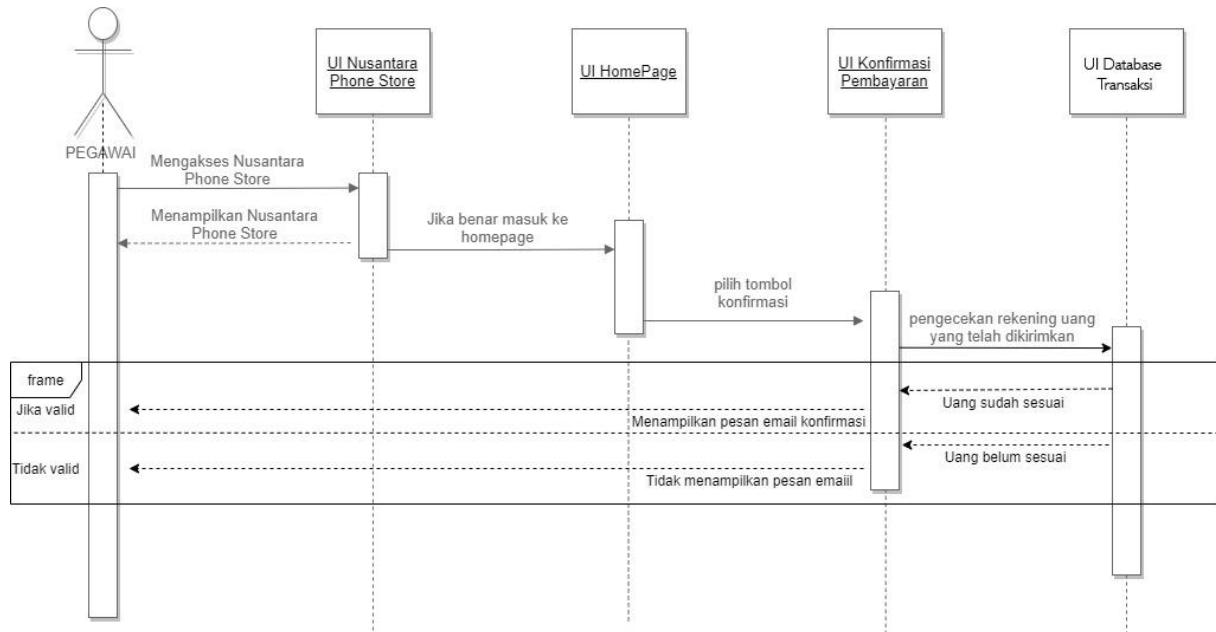 UI Nusantara
Phone Store
UI HomePage
UI Konfirmasi
Pembayaran
UI Database
Transaksi
PEGAWAI
Mengakses Nusantara
Phone Store
Menampilkan Nusantara
Phone Store
Jika benar masuk ke
homepage
pilih tombol
konfirmasi
pengecekan rekening uang
yang telah dikirimkan
frame
Jika valid
Uang sudah sesuai
Menampilkan pesan email konfirmasi
Tidak valid
Uang belum sesuai
Tidak menampilkan pesan emaiil